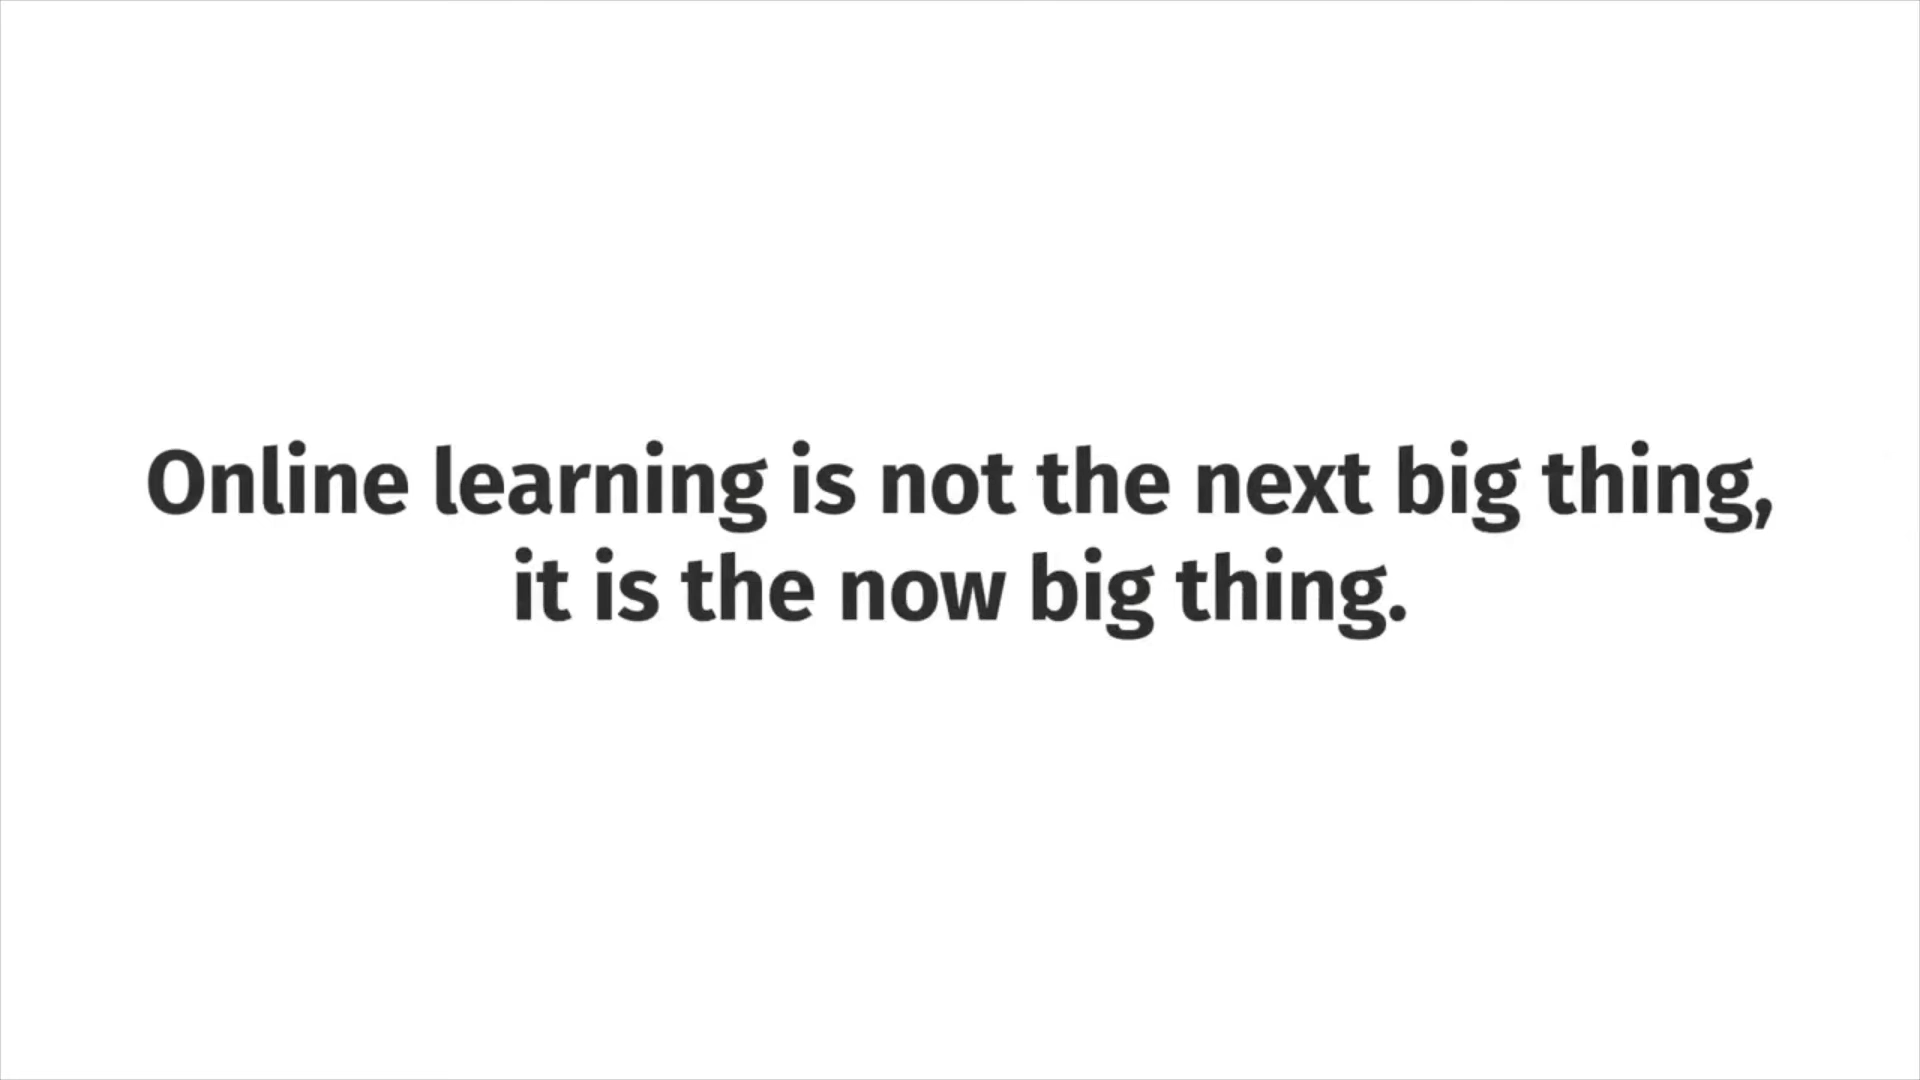 Online learning is not the next big thing,
it is the now big thing.